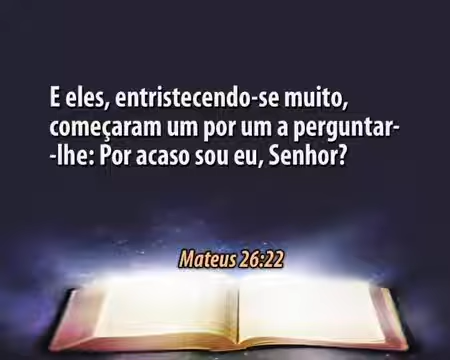 E eles, entristecendo-se muito,
começaram um por um a perguntar-
-lhe: Por acaso sou eu, Senhor?
Mateus 26:22